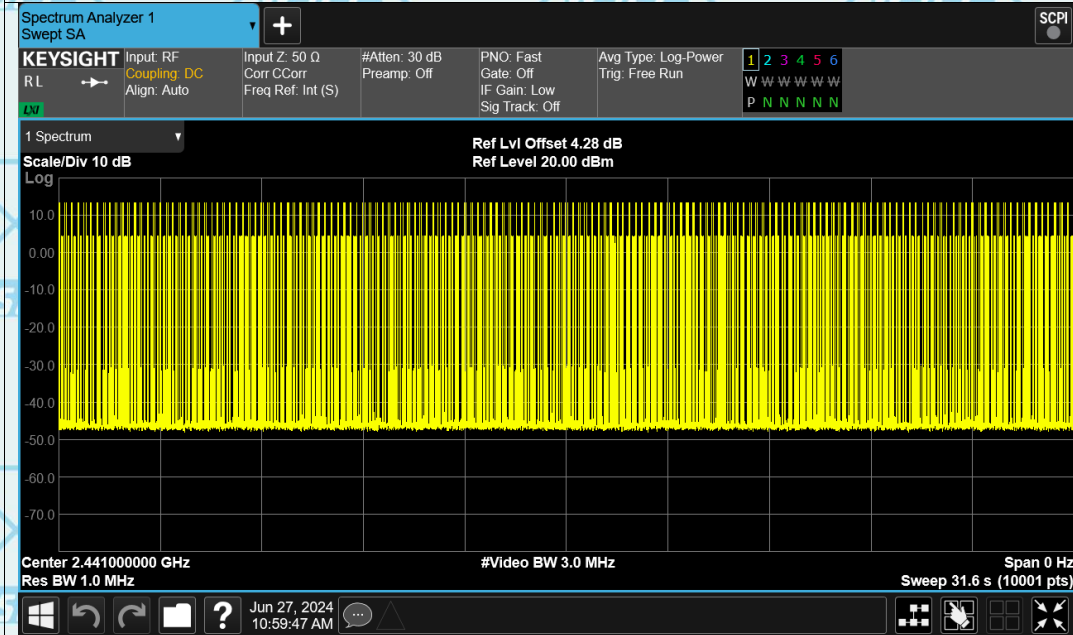 Spectrum Analyzer 1
Swept SA
+
SCPI
KEYSIGHT
RL
LXI
Input: RF
Coupling: DC
Align: Auto
Input Z: 50 Ω
Corr CCorr
Freq Ref: Int (S)
#Atten: 30 dB
Preamp: Off
PNO: Fast
Gate: Off
IF Gain: Low
Sig Track: Off
Avg Type: Log-Power
Trig: Free Run
1 2 3 4 5 6
W W W W W W
P N N N N N
1 Spectrum
Scale/Div 10 dB
Log
Ref Lvl Offset 4.28 dB
Ref Level 20.00 dBm
10.0
0.00
-10.0
-20.0
-30.0
-40.0
-50.0
-60.0
-70.0
Center 2.441000000 GHz
Res BW 1.0 MHz
#Video BW 3.0 MHz
Span 0 Hz
Sweep 31.6 s (10001 pts)
?
Jun 27, 2024
10:59:47 AM